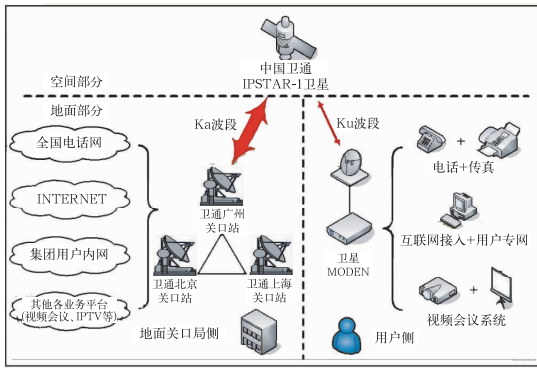 中国卫通
IPSTAR-1卫星
空间部分
地面部分
Ka波段
Ku波段
全国电话网
INTERNET
集团用户内网
其他各业务平台
(视频会议、IPTV等)
卫通广州
关口站
卫通北京
关口站
卫通上海
关口站
地面关口局侧
卫星
MODEN
电话+传真
互联网接入+用户专网
视频会议系统
用户侧